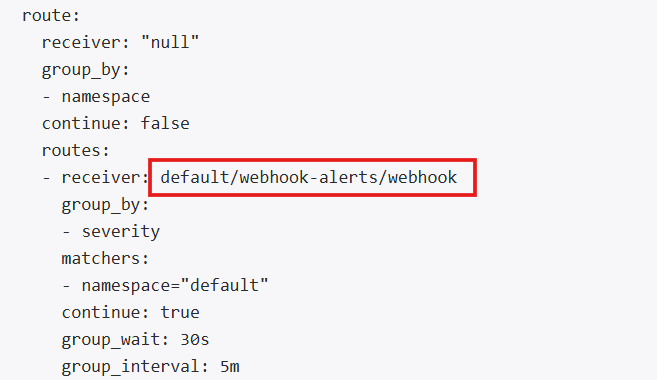 route:
  receiver: "null"
  group_by:
  - namespace
  continue: false
  routes:
  - receiver: default/webhook-alerts/webhook
    group_by:
    - severity
    matchers:
    - namespace="default"
    continue: true
    group_wait: 30s
    group_interval: 5m